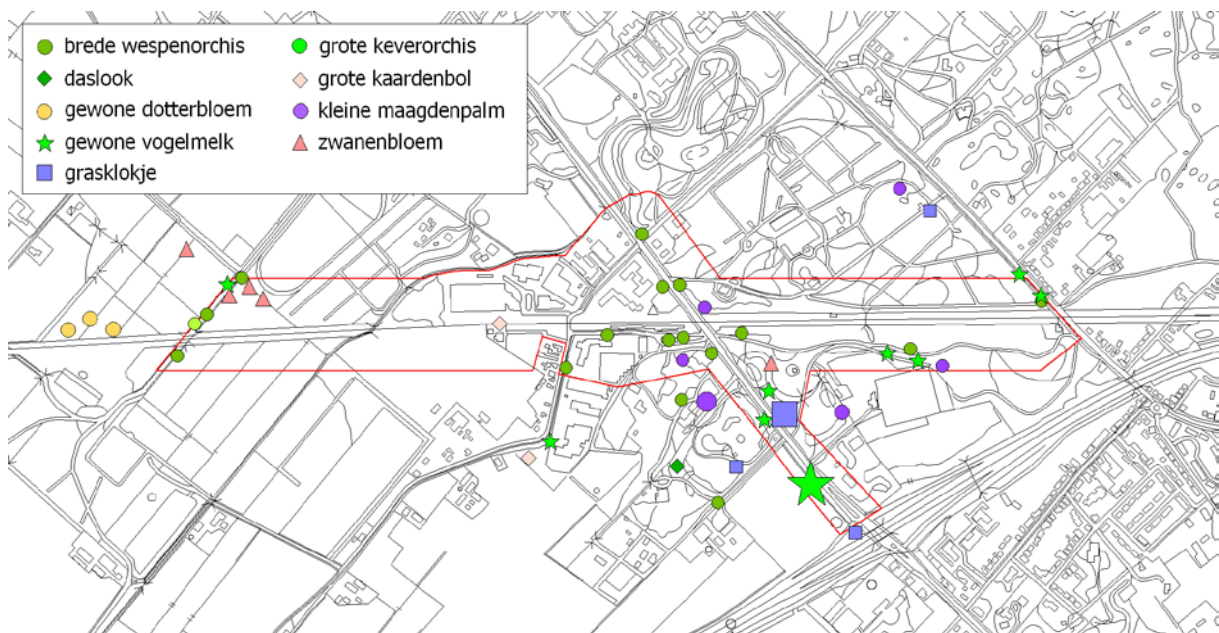 brede wespenorchis
daslook
gewone dotterbloem
gewone vogelmelk
grasklokje
grote keverorchis
grote kaardenbol
kleine maagdenpalm
zwanenbloem